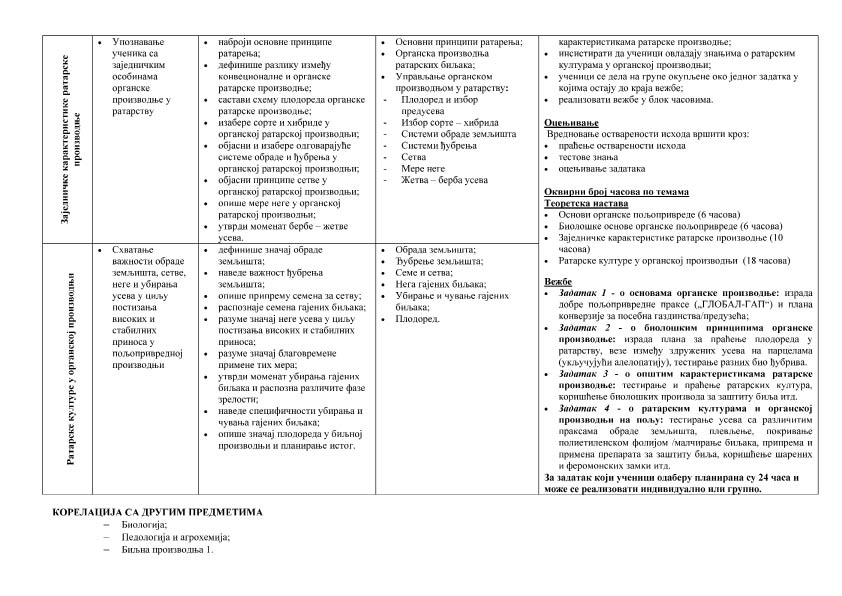 Заједничке карактеристике ратарске
производње
• Упознавање
ученика са
заједничким
особинама
органске
производње у
ратарству
• наброји основне принципе
ратарења;
• дефинише разлику између
конвеционалне и органске
ратарске производње;
• састави схему плодореда органске
ратарске производње;
• изабере сорте и хибриде у
органској ратарској производњи;
• објасни и изабере одговарајуће
системе обраде и ђубрења у
органској ратарској производњи;
• објасни принципе сетве у
органској ратарској производњи;
• опише мере неге у органској
ратарској производњи;
• утврди моменат бербе – жетве
усева.
• Основни принципи ратарења;
• Органска производња
ратарских биљака;
• Управљање органском
производњом у ратарству:
- Плодоред и избор
предусева
- Избор сорте – хибрида
- Системи обраде земљишта
- Системи ђубрења
- Сетва
- Мере неге
- Жетва – берба усева
карактеристикама ратарске производње;
• инсистирати да ученици овладају знањима о ратарским
културама у органској производњи;
• ученици се дела на групе окупљене око једног задатка у
којима остају до краја вежбе;
• реализовати вежбе у блок часовима.
Оцењивање
Вредновање остварености исхода вршити кроз:
• праћење остварености исхода
• тестове знања
• оцењивање задатака
Оквирни број часова по темама
Теоретска настава
• Основи органске пољопривреде (6 часова)
• Биолошке основе органске пољопривреде (6 часова)
• Заједничке карактеристике ратарске производње (10
часова)
• Ратарске културе у органској производњи (18 часова)
Вежбе
• Задатак 1 - о основама органске производње: израда
добре пољопривредне праксе („ГЛОБАЛ-ГАП“) и плана
конверзије за посебна газдинства/предузећа;
• Задатак 2 - о биолошким принципима органске
производње: израда плана за праћење плодореда у
ратарству, везе између здружених усева на парцелама
(укључујући алелопатију), тестирање разних био ђубрива.
• Задатак 3 - о општим карактеристикама ратарске
производње: тестирање и праћење ратарских култура,
коришћење биолошких производа за заштиту биља итд.
• Задатак 4 - о ратарским културама и органској
производњи на пољу: тестирање усева са различитим
праксама обраде земљишта, плевљење, покривање
полиетиленском фолијом /малчирање биљака, припрема и
примена препарата за заштиту биља, коришћење шарених
и феромонских замки итд.
За задатак који ученици одаберу планирана су 24 часа и
може се реализовати индивидуално или групно.
Ратарске културе у органској производњи
• Схватање
важности обраде
земљишта, сетве,
неге и убирања
усева у циљу
постизања
високих и
стабилних
приноса у
пољопривредној
производњи
• дефинише значај обраде
земљишта;
• наведе важност ђубрења
земљишта;
• опише припрему семена за сетву;
• распознаје семена гајених биљака;
• разуме значај неге усева у циљу
постизања високих и стабилних
приноса;
• разуме значај благовремене
примене тих мера;
• утврди моменат убирања гајених
биљака и распозна различите фазе
зрелости;
• наведе специфичности убирања и
чувања гајених биљака;
• опише значај плодореда у биљној
производњи и планирање истог.
• Обрада земљишта;
• Ђубрење земљишта;
• Семе и сетва;
• Нега гајених биљака;
• Убирање и чување гајених
биљака;
• Плодоред.
КОРЕЛАЦИЈА СА ДРУГИМ ПРЕДМЕТИМА
– Биологија;
– Педологија и агрохемија;
– Биљна производња 1.